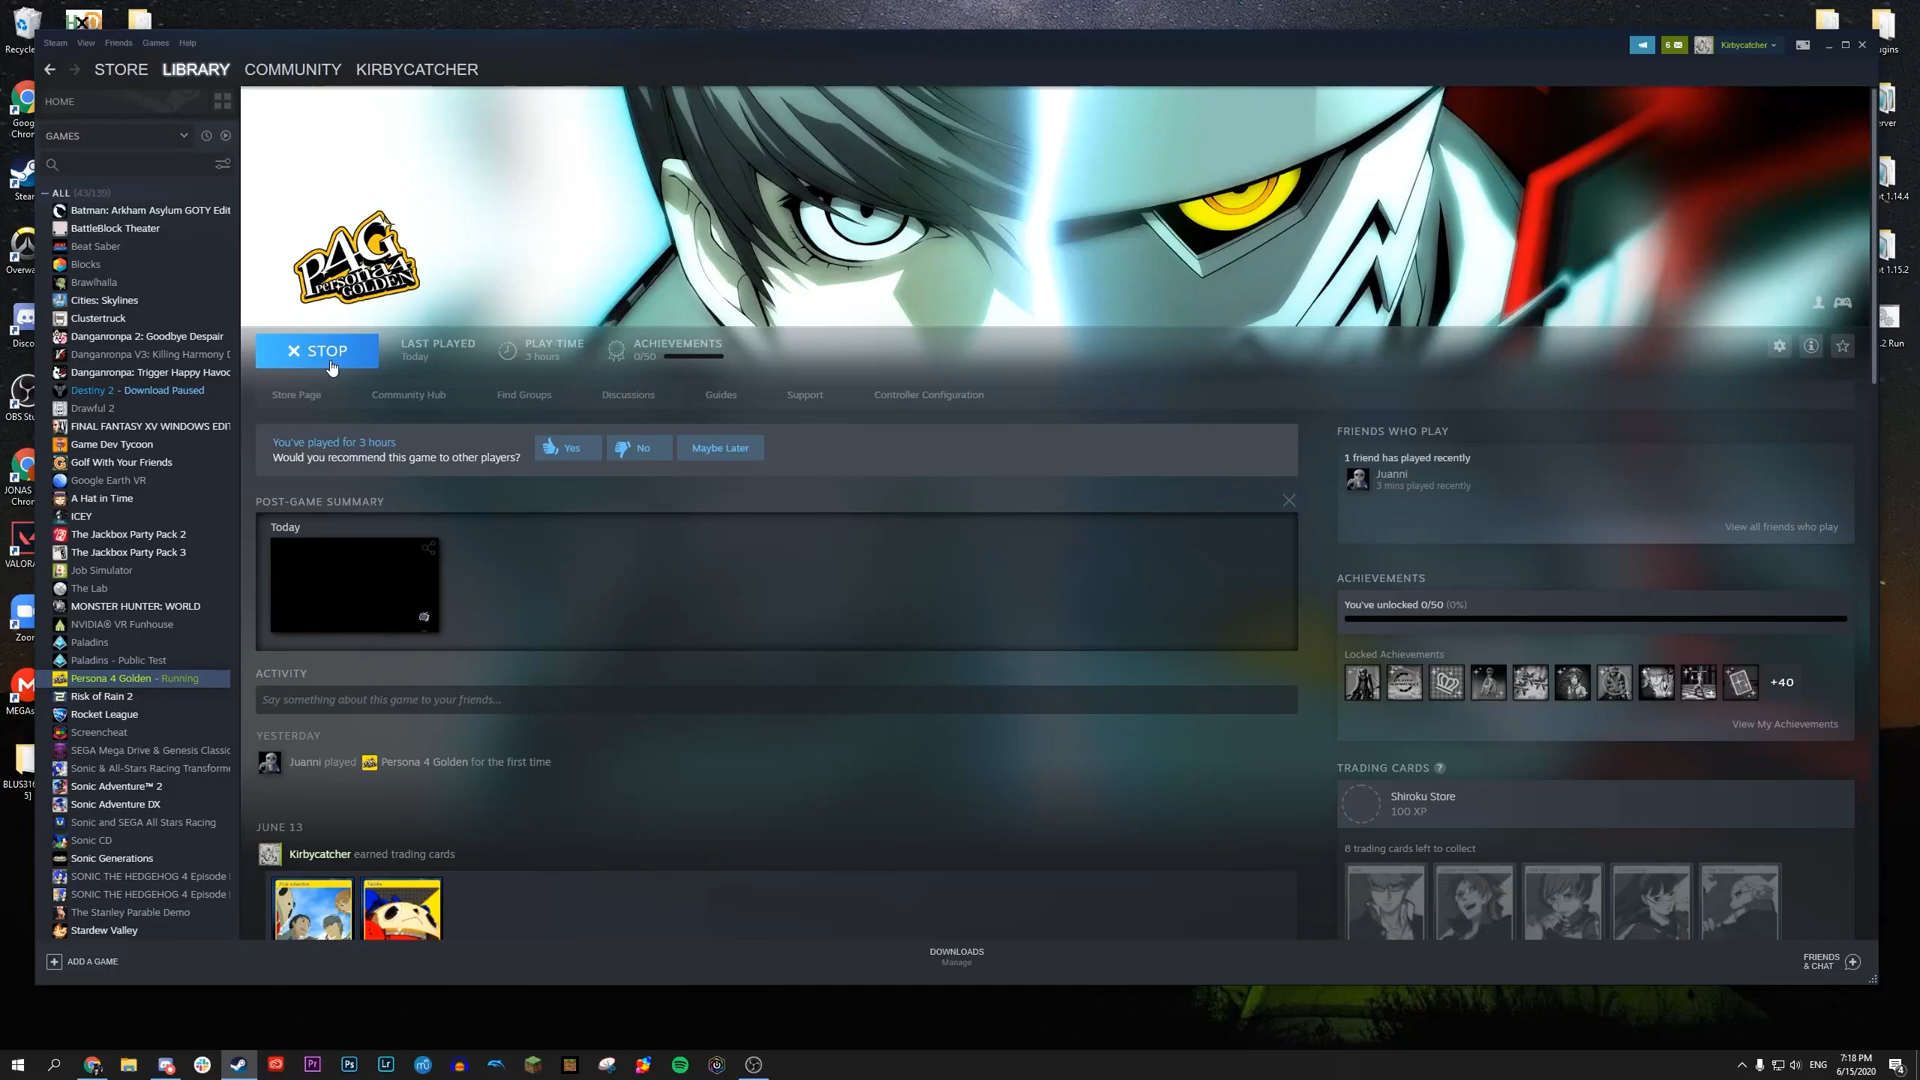 Recycle
Steam View Friends Games Help
6
Kirbycatcher
STORE LIBRARY COMMUNITY KIRBYCATCHER
HOME
GAMES
ALL (43/139)
Batman: Arkham Asylum GOTY Edit
BattleBlock Theater
Beat Saber
Blocks
Brawlhalla
Cities: Skylines
Clustertruck
Danganronpa 2: Goodbye Despair
Danganronpa V3: Killing Harmony D
Danganronpa: Trigger Happy Havoc
Destiny 2 - Download Paused
Drawful 2
FINAL FANTASY XV WINDOWS EDIT
Game Dev Tycoon
Golf With Your Friends
Google Earth VR
A Hat in Time
ICEY
The Jackbox Party Pack 2
The Jackbox Party Pack 3
Job Simulator
The Lab
MONSTER HUNTER: WORLD
NVIDIA® VR Funhouse
Paladins
Paladins - Public Test
Persona 4 Golden - Running
Risk of Rain 2
Rocket League
Screencheat
SEGA Mega Drive & Genesis Classic
Sonic & All-Stars Racing Transforme
Sonic Adventure™ 2
Sonic Adventure DX
Sonic and SEGA All Stars Racing
Sonic CD
Sonic Generations
SONIC THE HEDGEHOG 4 Episode I
SONIC THE HEDGEHOG 4 Episode
The Stanley Parable Demo
Stardew Valley
ADD A GAME
P4G
Persona 4
GOLDEN
STOP
LAST PLAYED
Today
PLAY TIME
3 hours
ACHIEVEMENTS
0/50
Store Page Community Hub Find Groups Discussions Guides Support Controller Configuration
You've played for 3 hours
Would you recommend this game to other players?
Yes No Maybe Later
POST-GAME SUMMARY
Today
ACTIVITY
Say something about this game to your friends...
YESTERDAY
Juanni played Persona 4 Golden for the first time
JUNE 13
Kirbycatcher earned trading cards
FRIENDS WHO PLAY
1 friend has played recently
Juanni
3 mins played recently
View all friends who play
ACHIEVEMENTS
You've unlocked 0/50 (0%)
Locked Achievements
+40
View My Achievements
TRADING CARDS ?
Shiroku Store
100 XP
8 trading cards left to collect
DOWNLOADS
Manage
FRIENDS
& CHAT
ENG
7:18 PM
6/15/2020
4